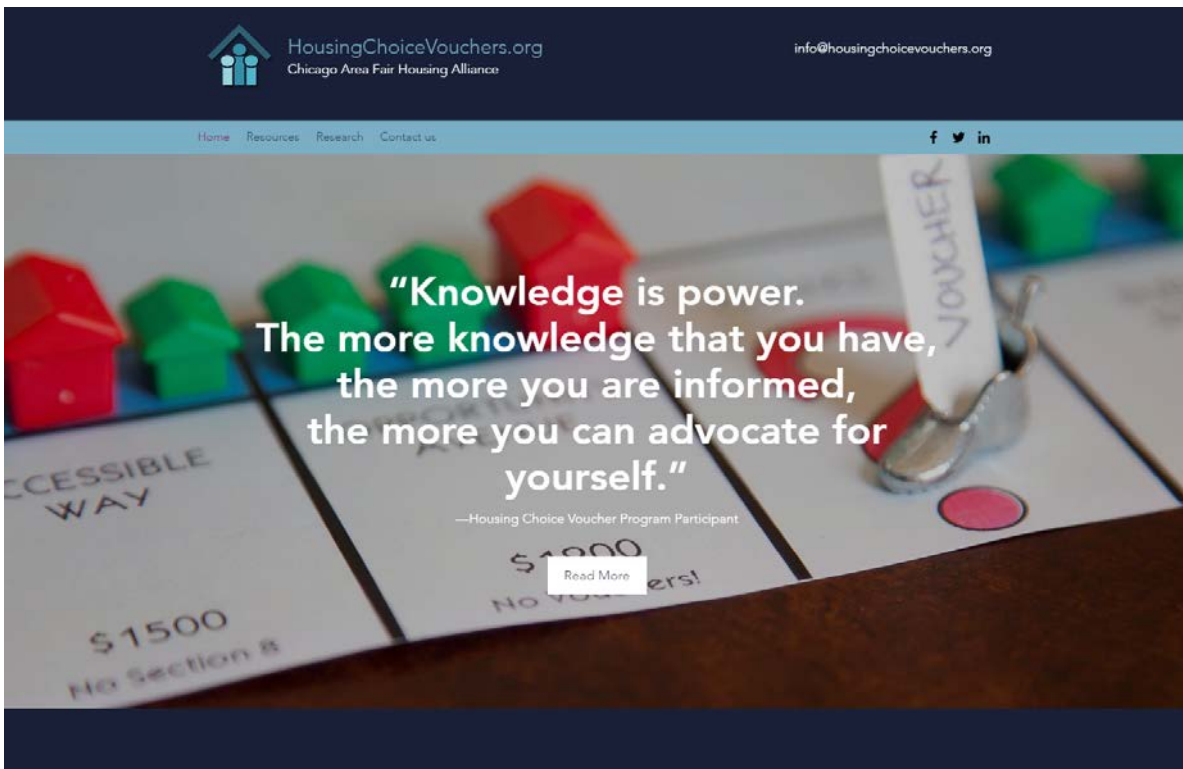 HousingChoiceVouchers.org
Chicago Area Fair Housing Alliance
info@housingchoicevouchers.org
Home Resources Research Contact us
f in
VOUCHER
“Knowledge is power.
The more knowledge that you have,
the more you are informed,
the more you can advocate for
yourself.”
—Housing Choice Voucher Program Participant
Read More
CCESSIBLE
WAY
$1500
No Section 8